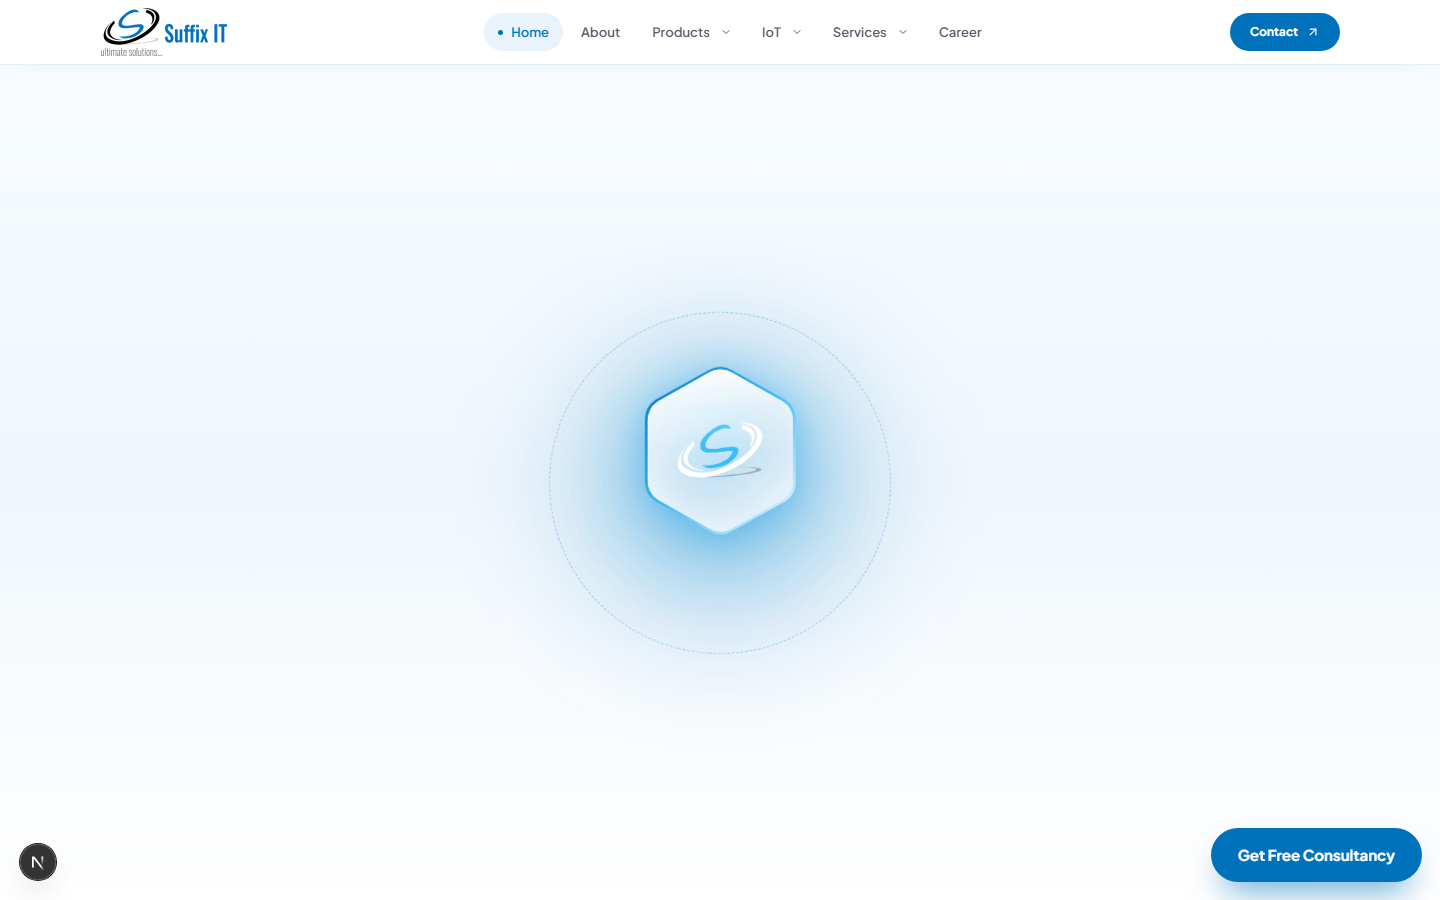 Suffix IT
ultimate solutions...
Home
About
Products
IoT
Services
Career
Contact
N
Get Free Consultancy